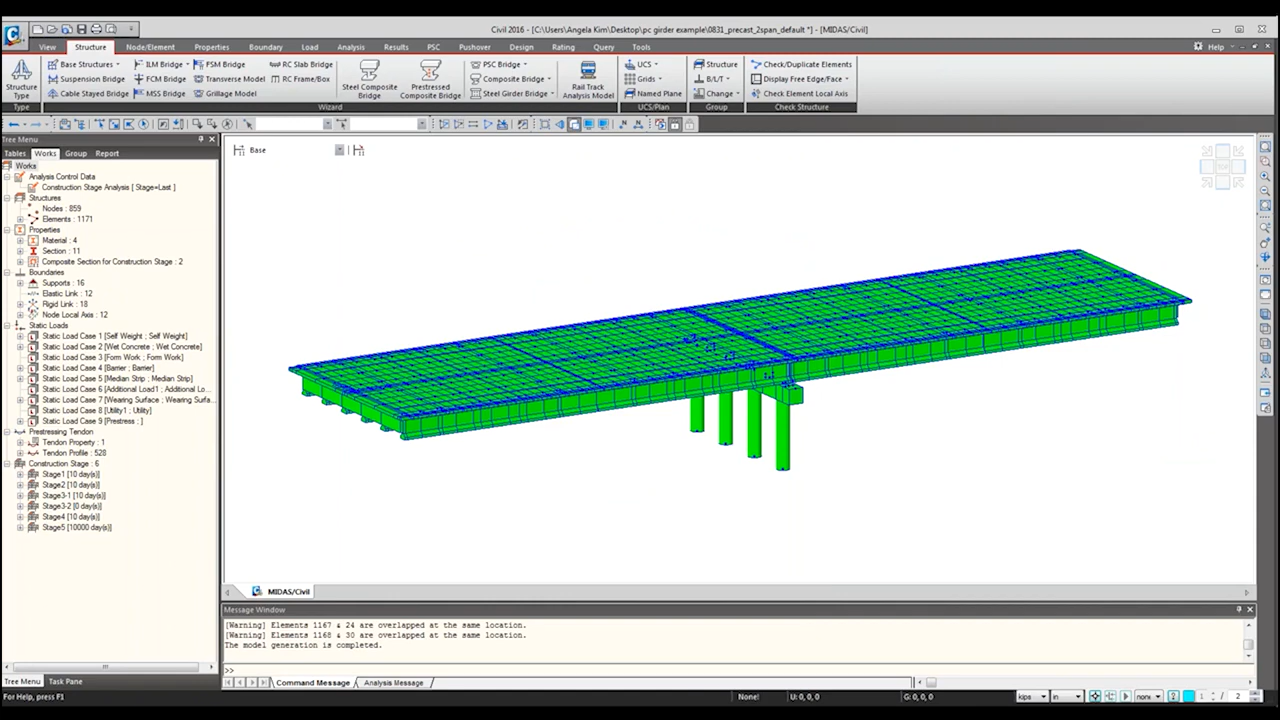 Civil 2016 - [C:\Users\Angela Kim\Desktop\pc girder example\0831_precast_2span_default *] - [MIDAS/Civil]
View Structure Node/Element Properties Boundary Load Analysis Results PSC Pushover Design Rating Query Tools Help
Structure Type
Base Structures
Suspension Bridge
Cable Stayed Bridge
ILM Bridge
FCM Bridge
MSS Bridge
FSM Bridge
Transverse Model
Grillage Model
RC Slab Bridge
RC Frame/Box
Steel Composite Bridge
Prestressed Composite Bridge
PSC Bridge
Composite Bridge
Steel Girder Bridge
Rail Track Analysis Model
UCS
Grids
Named Plane
Structure
B/L/T
Change
Check/Duplicate Elements
Display Free Edge/Face
Check Element Local Axis
Type Wizard UCS/Plan Group Check Structure
Tree Menu
Tables Works Group Report
Works
Analysis Control Data
Construction Stage Analysis [ Stage=Last ]
Structures
Nodes : 859
Elements : 1171
Properties
Material : 4
Section : 11
Composite Section for Construction Stage : 2
Boundaries
Supports : 16
Elastic Link : 12
Rigid Link : 18
Node Local Axis : 12
Static Loads
Static Load Case 1 [Self Weight ; Self Weight ]
Static Load Case 2 [Wet Concrete ; Wet Concrete ]
Static Load Case 3 [Form Work ; Form Work ]
Static Load Case 4 [Barrier ; Barrier ]
Static Load Case 5 [Median Strip ; Median Strip ]
Static Load Case 6 [Additional Load1 ; Additional Lo...
Static Load Case 7 [Wearing Surface ; Wearing Surfa...
Static Load Case 8 [Utility1 ; Utility ]
Static Load Case 9 [Prestress ; ]
Prestressing Tendon
Tendon Property : 1
Tendon Profile : 528
Construction Stage : 6
Stage1 [10 day(s)]
Stage2 [10 day(s)]
Stage3-1 [10 day(s)]
Stage3-2 [0 day(s)]
Stage4 [10 day(s)]
Stage5 [10000 day(s)]
Tree Menu Task Pane
Base
MIDAS/Civil
Message Window
[Warning] Elements 1167 & 24 are overlapped at the same location.
[Warning] Elements 1168 & 30 are overlapped at the same location.
The model generation is completed.
>>
Command Message Analysis Message
For Help, press F1 None! U: 0, 0, 0 G: 0, 0, 0 kips in none 1 / 2